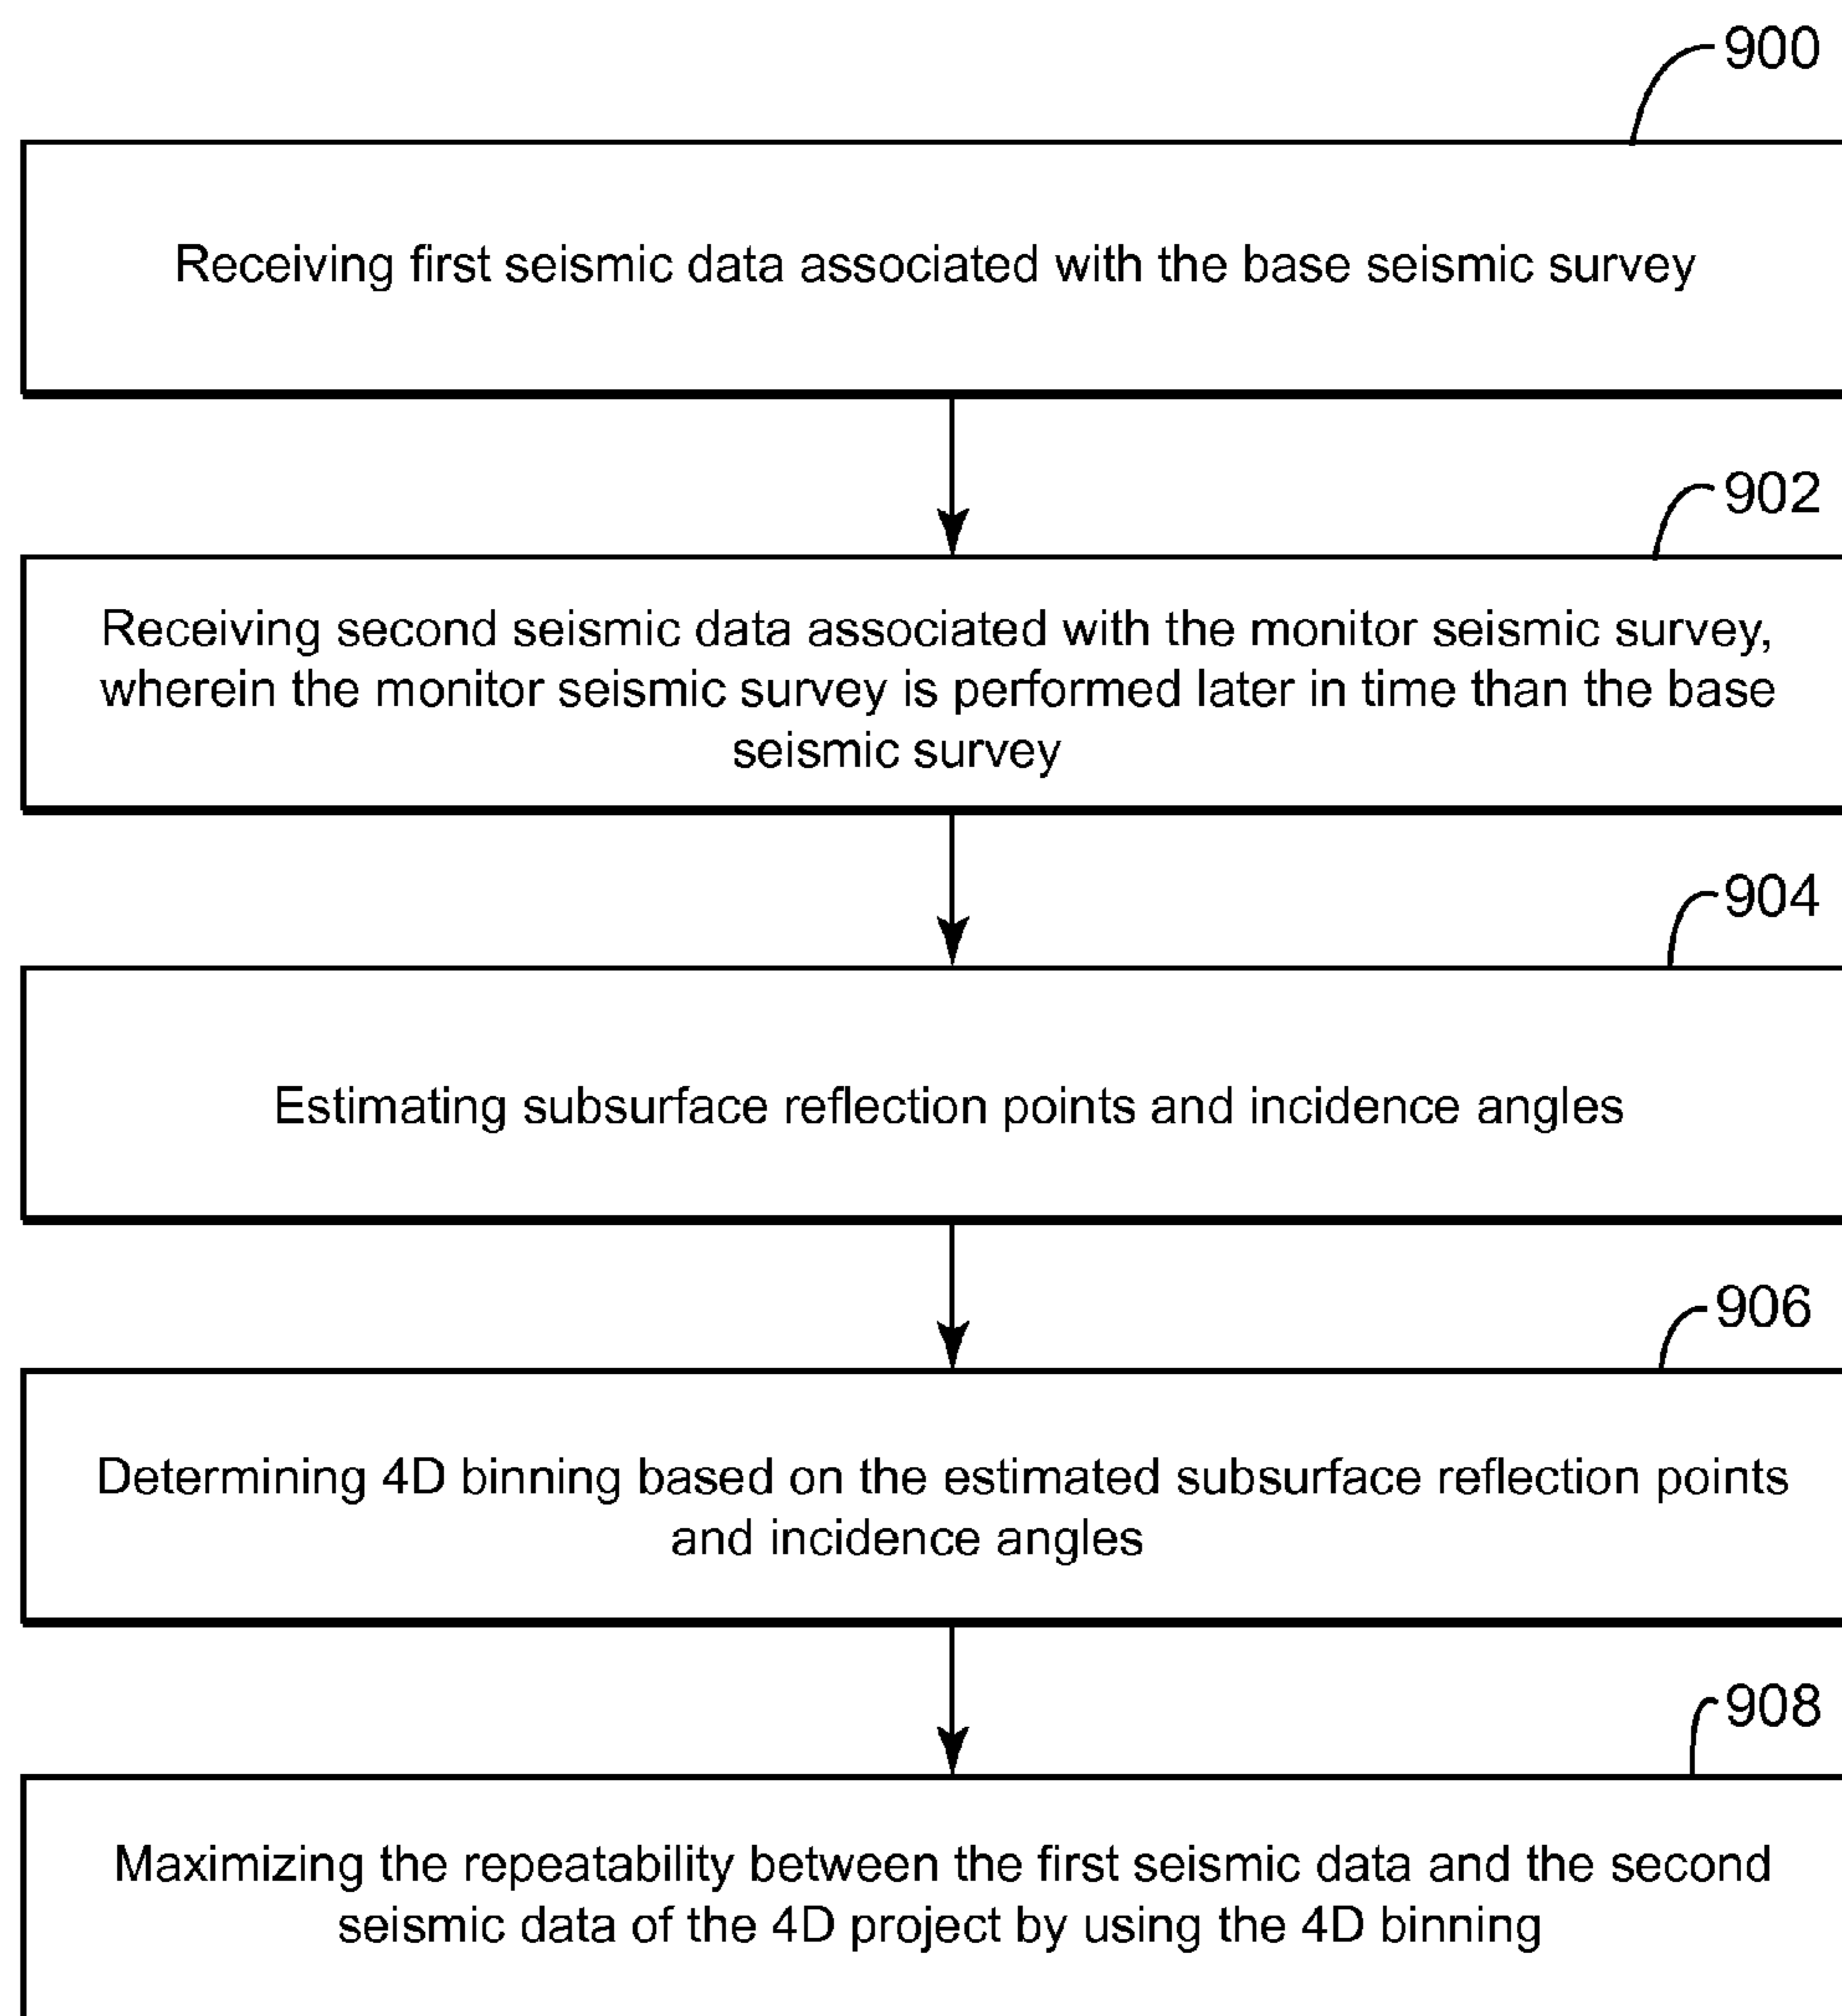 900
Receiving first seismic data associated with the base seismic survey
902
Receiving second seismic data associated with the monitor seismic survey,
wherein the monitor seismic survey is performed later in time than the base
seismic survey
904
Estimating subsurface reflection points and incidence angles
906
Determining 4D binning based on the estimated subsurface reflection points
and incidence angles
908
Maximizing the repeatability between the first seismic data and the second
seismic data of the 4D project by using the 4D binning